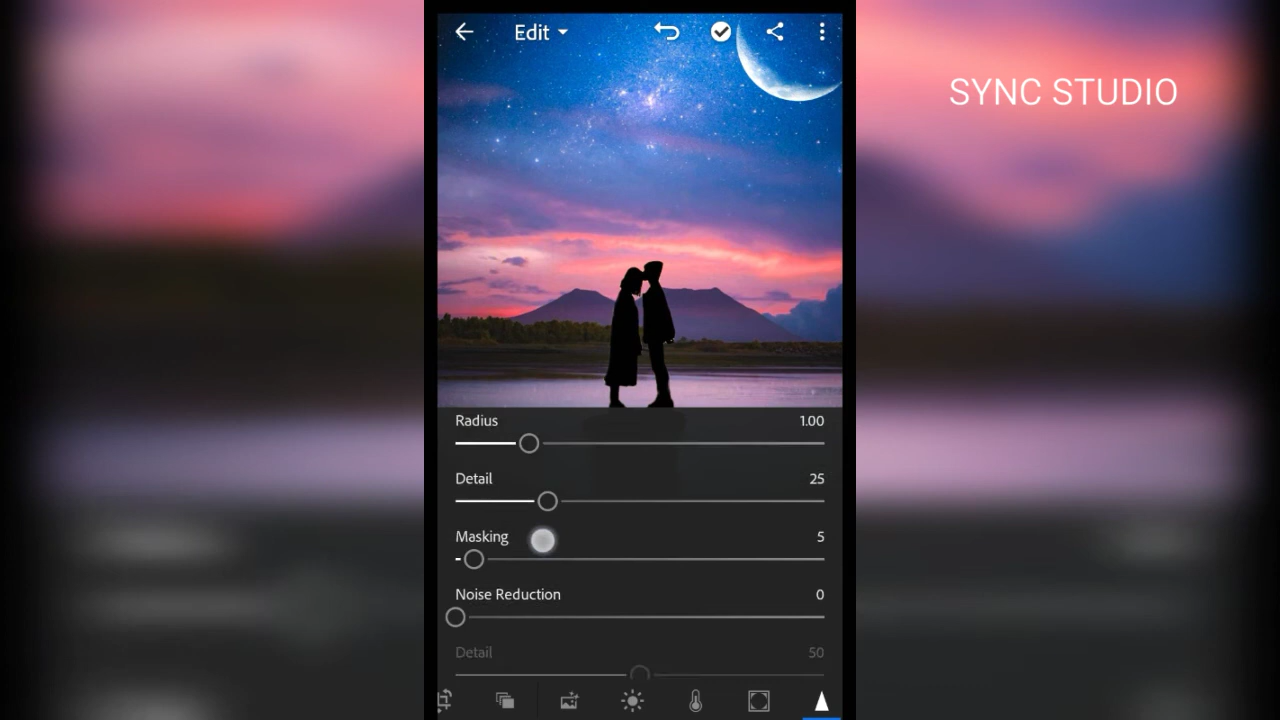 Edit
SYNC STUDIO
Radius 1.00
Detail 25
Masking 5
Noise Reduction 0
Detail 50